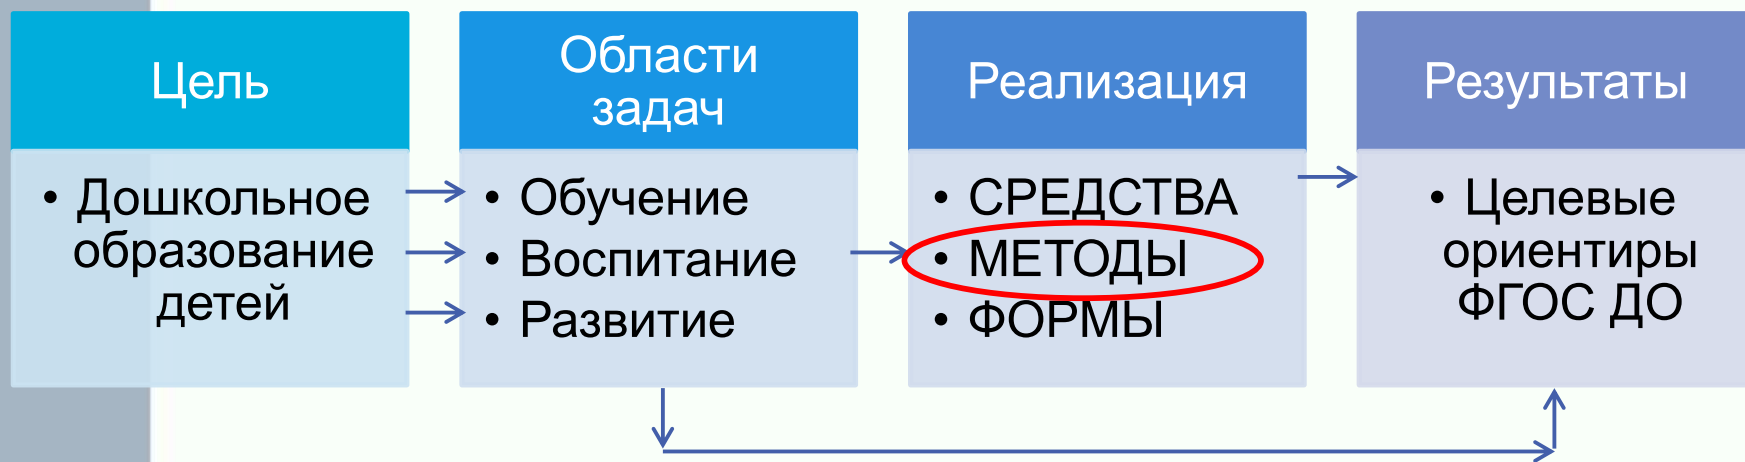 Цель
• Дошкольное
образование
детей
Области
задач
• Обучение
• Воспитание
• Развитие
Реализация
• СРЕДСТВА
• МЕТОДЫ
• ФОРМЫ
Результаты
• Целевые
ориентиры
ФГОС ДО